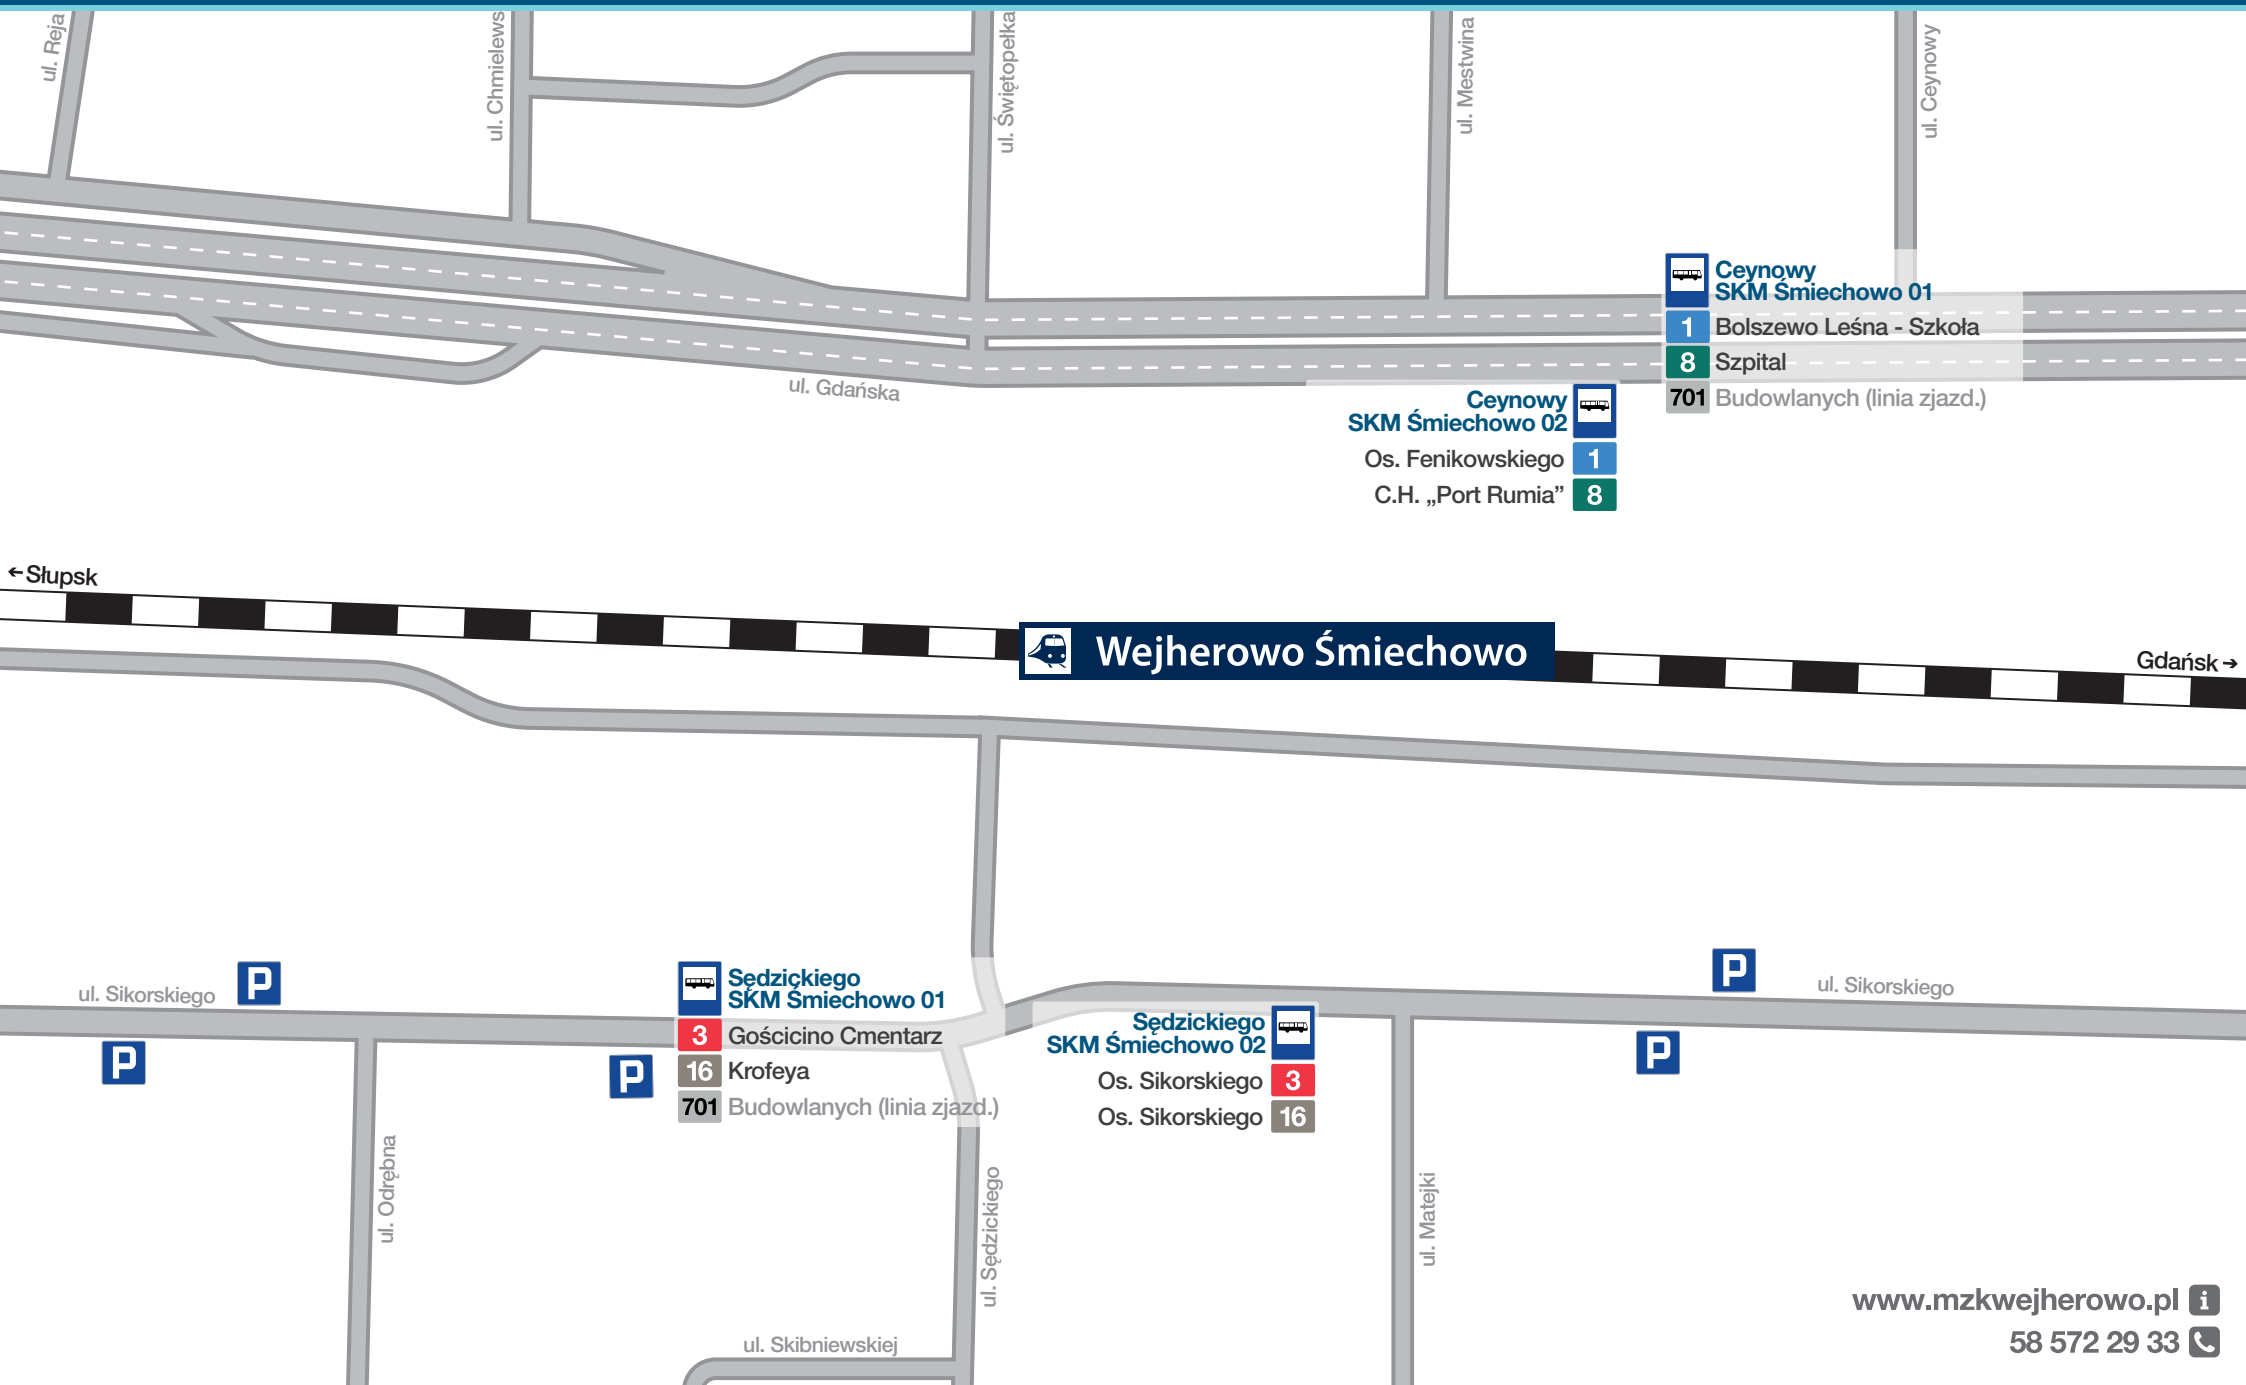 ul. Reja
ul. Chmielews
ul. Świętopełka
ul. Mestwina
ul. Ceynowy
Ceynowy
SKM Śmiechowo 01
1 Bolszewo Leśna - Szkoła
8 Szpital
701 Budowlanych (linia zjazd.)
ul. Gdańska
Ceynowy
SKM Śmiechowo 02
Os. Fenikowskiego 1
C.H. „Port Rumia” 8
←Słupsk
Wejherowo Śmiechowo
Gdańsk→
ul. Sikorskiego
P
P
P
Sędzickiego
SKM Śmiechowo 01
3 Gościcino Cmentarz
16 Krofeya
701 Budowlanych (linia zjazd.)
Sędzickiego
SKM Śmiechowo 02
Os. Sikorskiego 3
Os. Sikorskiego 16
P
P
ul. Sikorskiego
ul. Odrębna
ul. Sędzickiego
ul. Matejki
ul. Skibniewskiej
www.mzkwejherowo.pl i
58 572 29 33